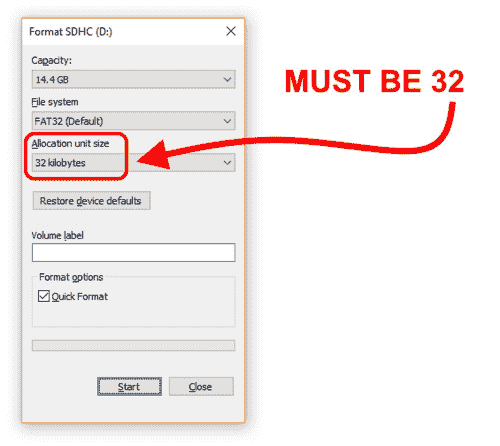 Format SDHC (D:)
Capacity:
14.4 GB
File system
FAT32 (Default)
Allocation unit size
32 kilobytes
Restore device defaults
Volume label
Format options
Quick Format
Start
Close
MUST BE 32